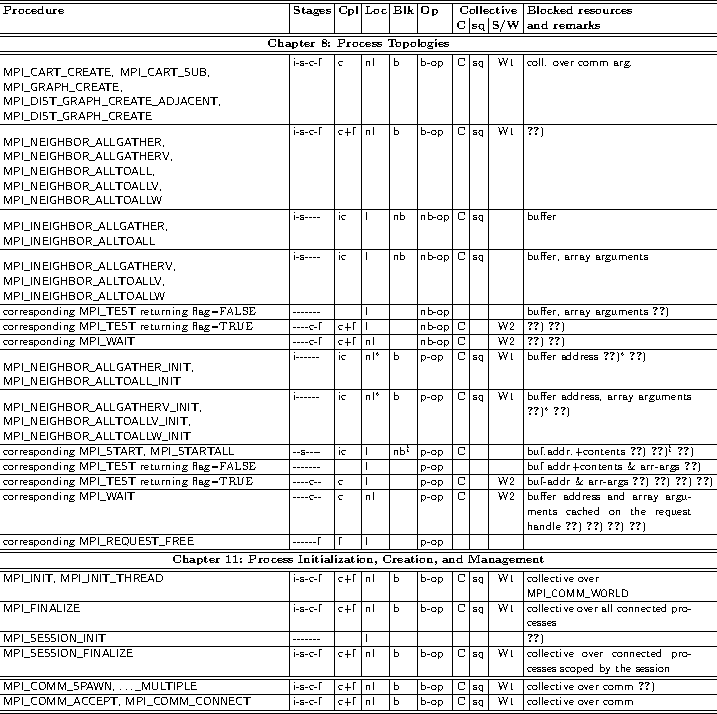 Procedure Stages Cpl Loc Blk Op Collective Blocked resources
C sq S/W and remarks
Chapter 8: Process Topologies
MPI_CART_CREATE, MPI_CART_SUB, i-s-c-f c nl b b-op C sq W1 coll. over comm arg.
MPI_GRAPH_CREATE,
MPI_DIST_GRAPH_CREATE_ADJACENT,
MPI_DIST_GRAPH_CREATE
MPI_NEIGHBOR_ALLGATHER, i-s-c-f c+f nl b b-op C sq W1 ??)
MPI_NEIGHBOR_ALLGATHERV,
MPI_NEIGHBOR_ALLTOALL,
MPI_NEIGHBOR_ALLTOALLV,
MPI_NEIGHBOR_ALLTOALLW
MPI_INEIGHBOR_ALLGATHER, i-s---- ic l nb nb-op C sq buffer
MPI_INEIGHBOR_ALLTOALL
MPI_INEIGHBOR_ALLGATHERV, i-s---- ic l nb nb-op C sq buffer, array arguments
MPI_INEIGHBOR_ALLTOALLV,
MPI_INEIGHBOR_ALLTOALLW
corresponding MPI_TEST returning flag=FALSE ------- l nb-op buffer, array arguments ??)
corresponding MPI_TEST returning flag=TRUE ----c-f c+f l nb-op C W2 ??) ??)
corresponding MPI_WAIT ----c-f c+f nl nb-op C W2 ??) ??)
MPI_NEIGHBOR_ALLGATHER_INIT, i------ ic nl* b p-op C sq W1 buffer address ??)* ??)
MPI_NEIGHBOR_ALLTOALL_INIT
MPI_NEIGHBOR_ALLGATHERV_INIT, i------ ic nl* b p-op C sq W1 buffer address, array arguments
MPI_NEIGHBOR_ALLTOALLV_INIT, ??)* ??)
MPI_NEIGHBOR_ALLTOALLW_INIT
corresponding MPI_START, MPI_STARTALL --s---- ic l nb‡ p-op C buf.addr.+contents ??) ??)‡ ??)
corresponding MPI_TEST returning flag=FALSE ------- l p-op buf addr+contents & arr-args ??)
corresponding MPI_TEST returning flag=TRUE ----c-- c l p-op C W2 buf-addr & arr-args ??) ??) ??) ??)
corresponding MPI_WAIT ----c-- c nl p-op C W2 buffer address and array argu-
ments cached on the request
handle ??) ??) ??) ??)
corresponding MPI_REQUEST_FREE ------f f l p-op
Chapter 11: Process Initialization, Creation, and Management
MPI_INIT, MPI_INIT_THREAD i-s-c-f c+f nl b b-op C sq W1 collective over
MPI_COMM_WORLD
MPI_FINALIZE i-s-c-f c+f nl b b-op C sq W1 collective over all connected pro-
cesses
MPI_SESSION_INIT ------- l ??)
MPI_SESSION_FINALIZE i-s-c-f c+f nl b b-op C sq W1 collective over connected pro-
cesses scoped by the session
MPI_COMM_SPAWN, ..._MULTIPLE i-s-c-f c+f nl b b-op C sq W1 collective over comm ??)
MPI_COMM_ACCEPT, MPI_COMM_CONNECT i-s-c-f c+f nl b b-op C sq W1 collective over comm